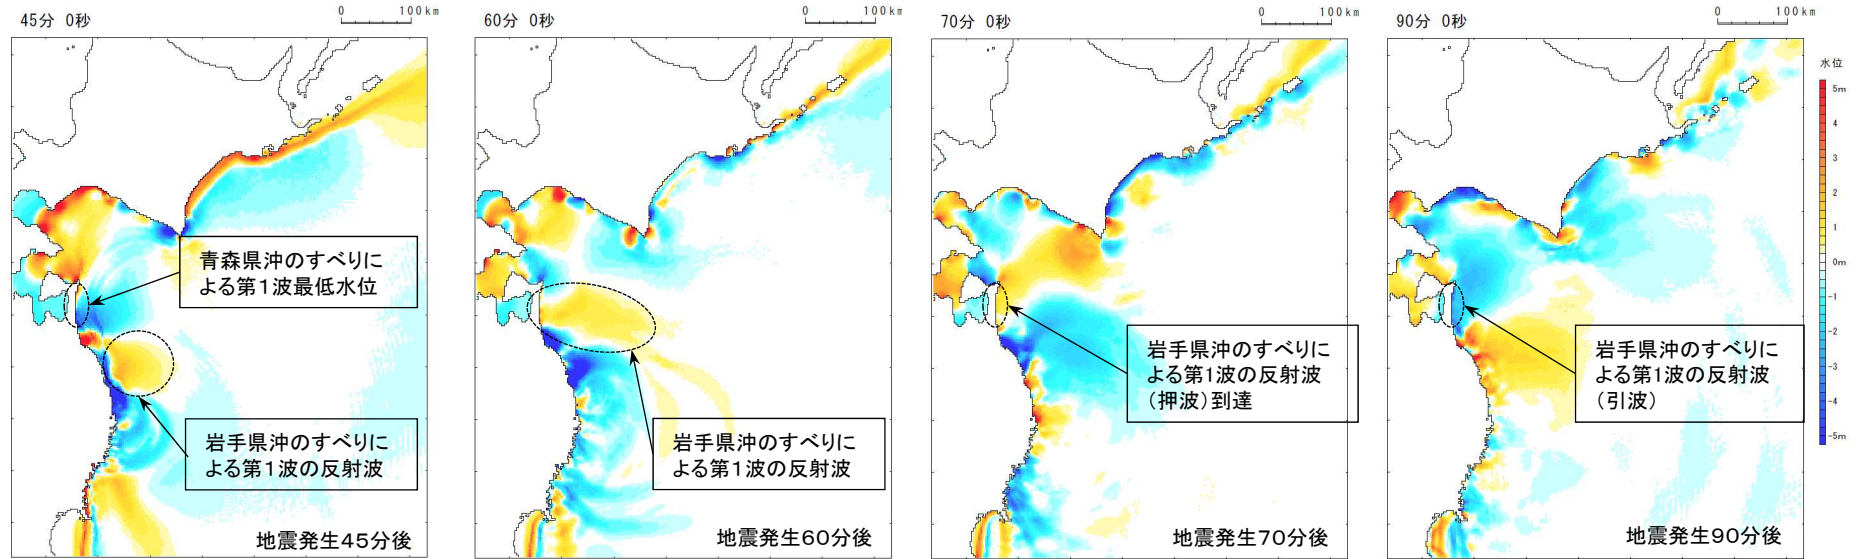 45分 0秒
0 100km
青森県沖のすべりに
よる第1波最低水位
岩手県沖のすべりに
よる第1波の反射波
地震発生45分後
60分 0秒
0 100km
岩手県沖のすべりに
よる第1波の反射波
地震発生60分後
70分 0秒
0 100km
岩手県沖のすべりに
よる第1波の反射波
(押波)到達
地震発生70分後
90分 0秒
0 100km
岩手県沖のすべりに
よる第1波の反射波
(引波)
地震発生90分後
水位
5m
4
3
2
1
0m
-1
-2
-3
-4
-5m